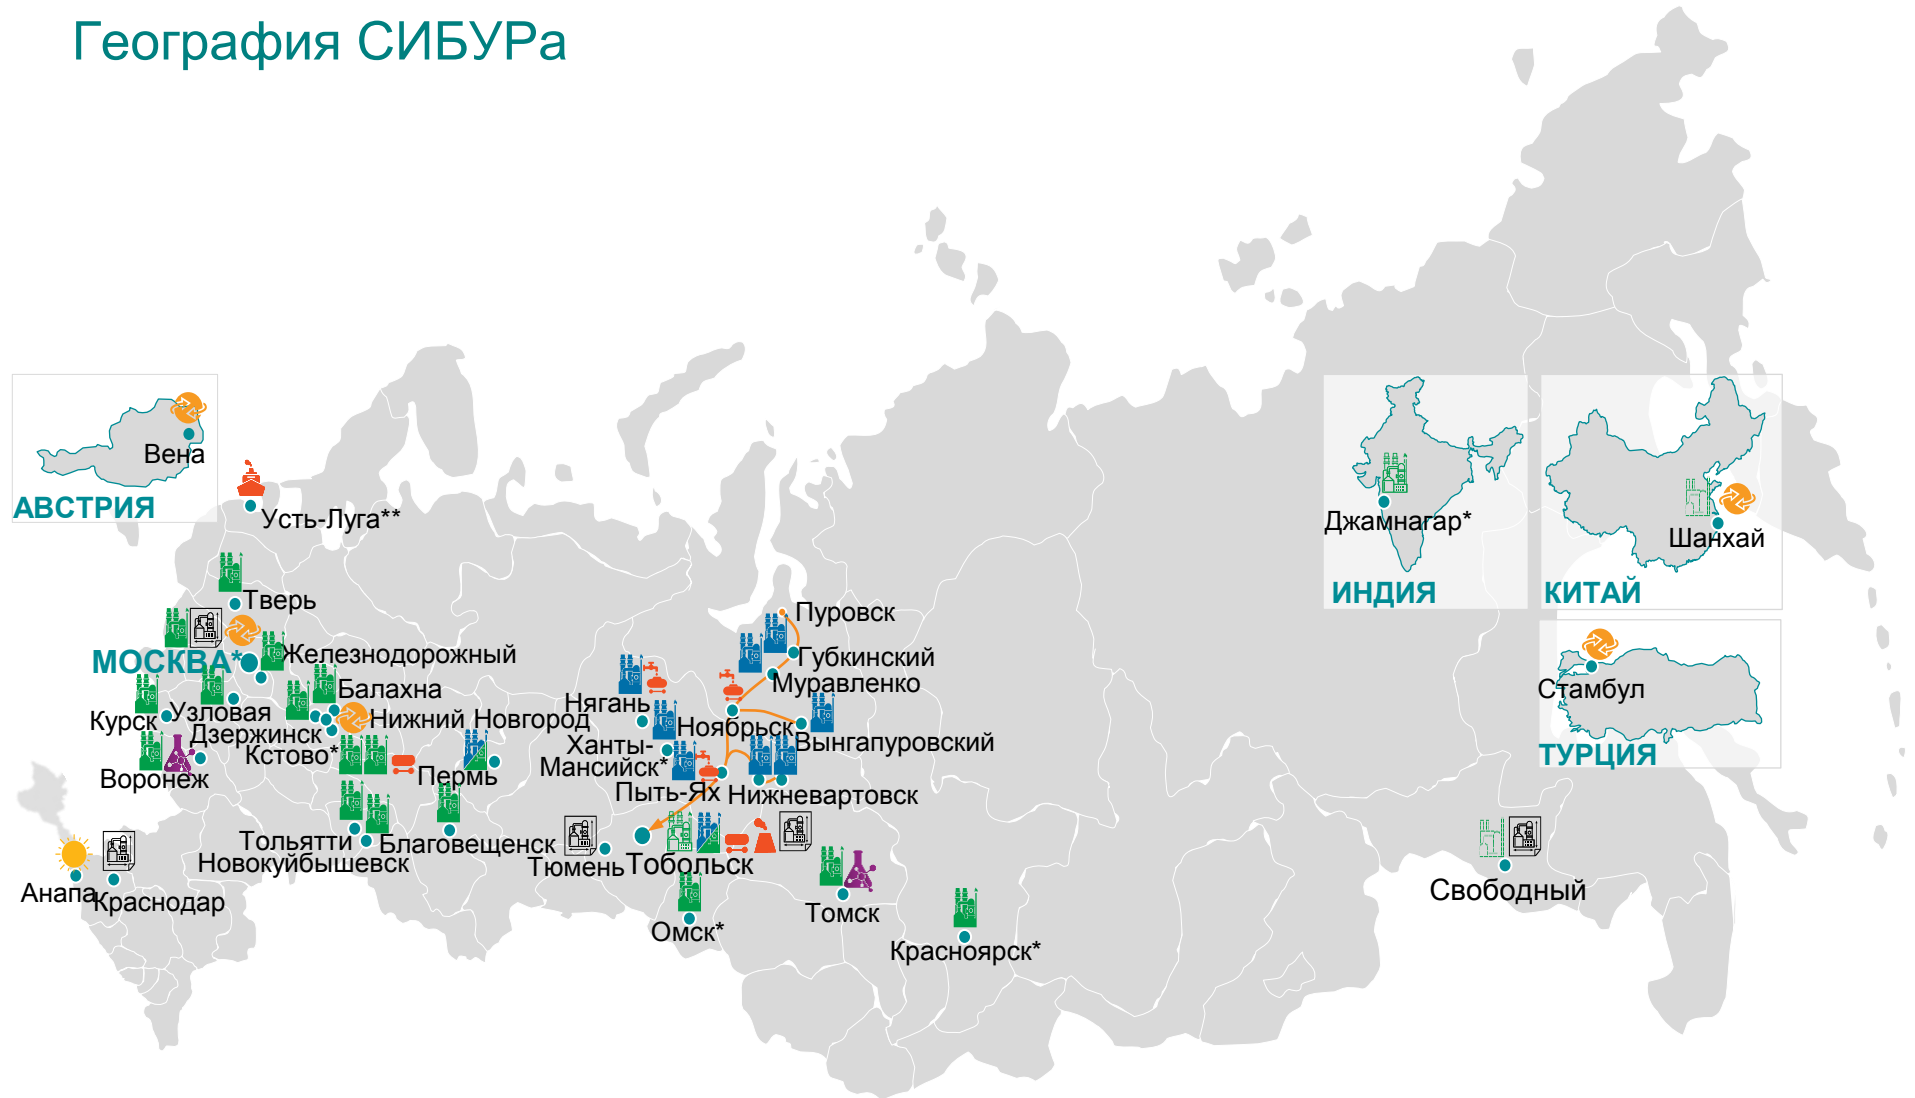 География СИБУРа
Вена
АВСТРИЯ
Усть-Луга**
Тверь
МОСКВА*
Железнодорожный
Балахна
Курск
Узловая
Дзержинск
Нижний Новгород
Кстово*
Воронеж
Пермь
Тольятти
Новокуйбышевск
Благовещенск
Анапа
Краснодар
Пуровск
Губкинский
Муравленко
Нягань
Ноябрьск
Вынгапуровский
Ханты-
Мансийск*
Пыть-Ях
Нижневартовск
Тюмень
Тобольск
Омск*
Томск
Красноярск*
Джамнагар*
ИНДИЯ
Шанхай
КИТАЙ
Стамбул
ТУРЦИЯ
Свободный